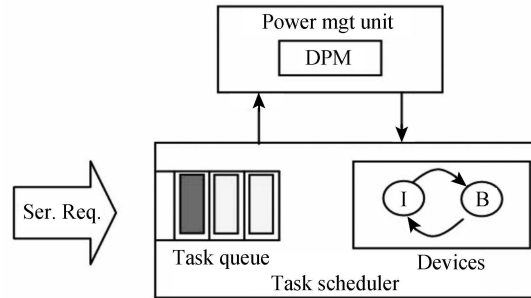 Power mgt unit
DPM
Ser. Req.
I
B
Task queue
Devices
Task scheduler